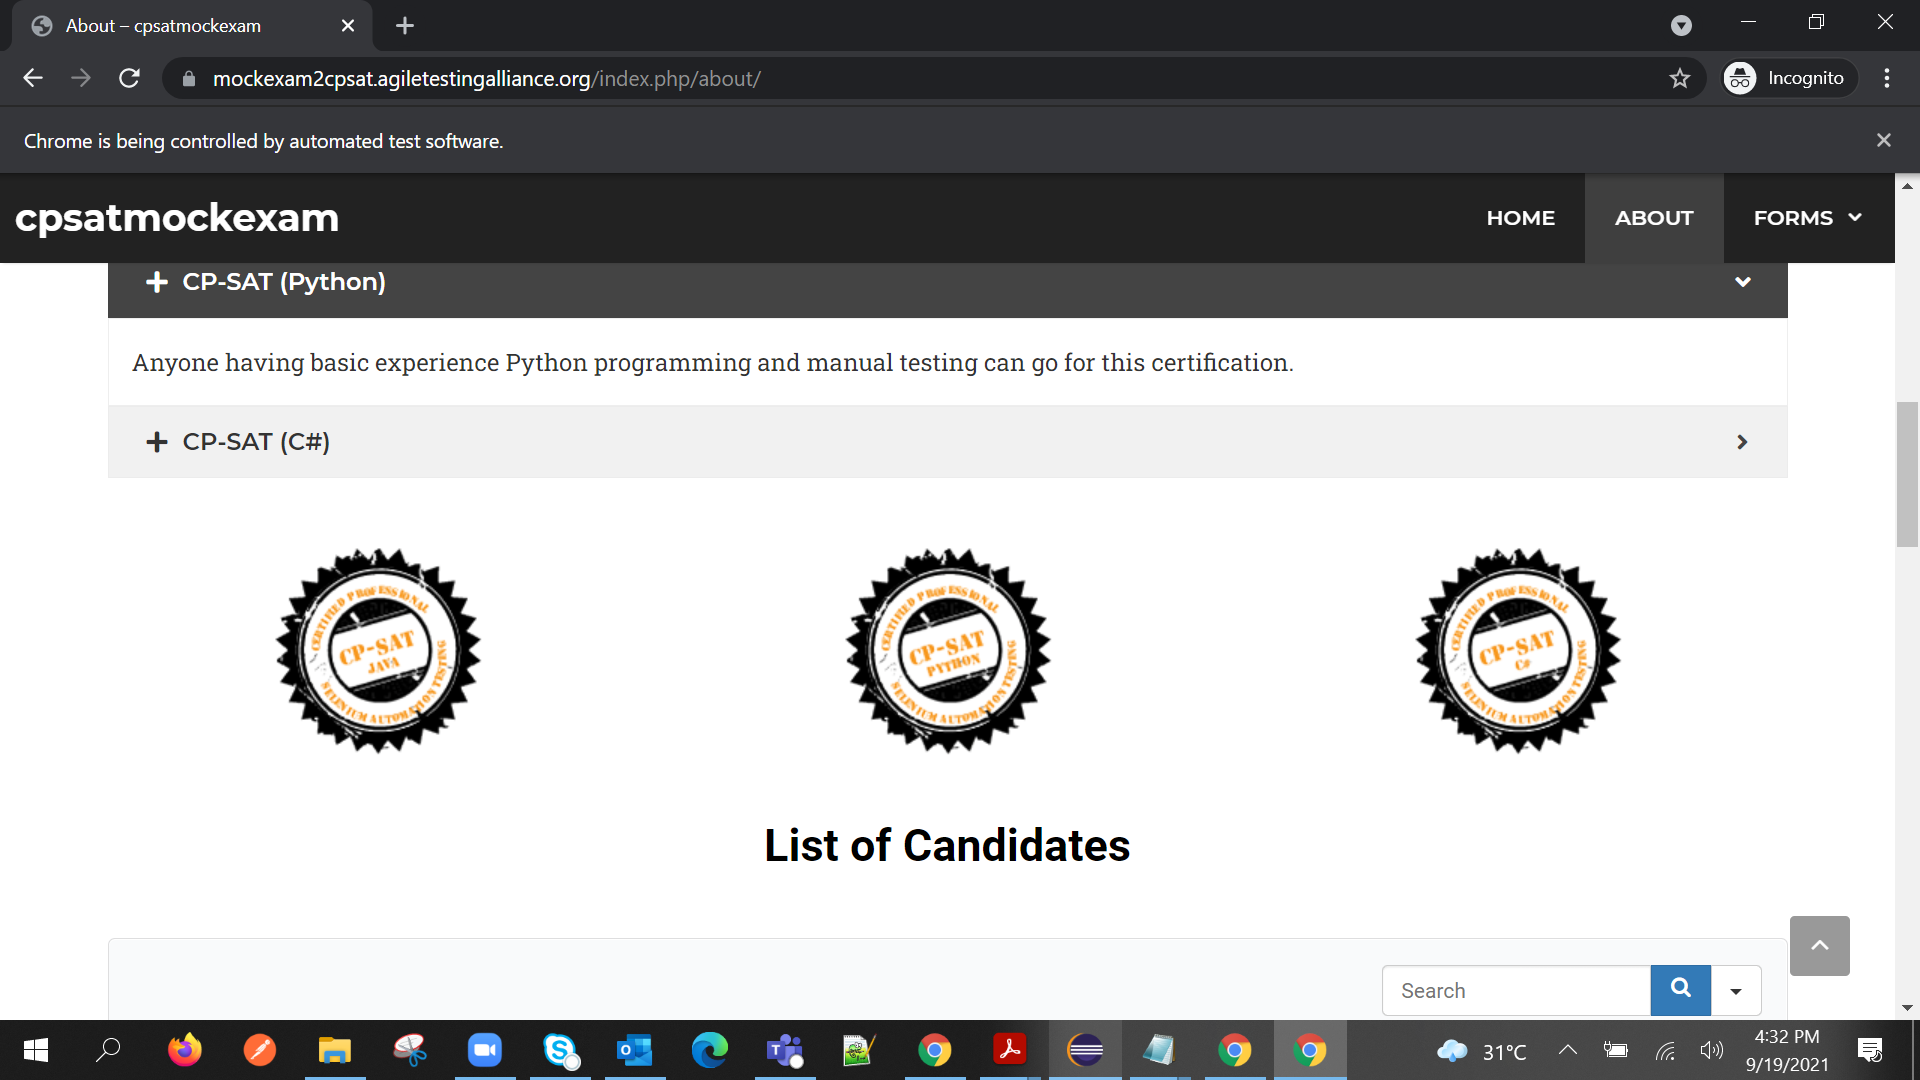 About – cpsatmockexam
mockexam2cpsat.agiletestingalliance.org/index.php/about/
Incognito
Chrome is being controlled by automated test software.
cpsatmockexam
HOME
ABOUT
FORMS
CP-SAT (Python)
Anyone having basic experience Python programming and manual testing can go for this certification.
CP-SAT (C#)
CERTIFIED PROFESSIONAL
CP-SAT
JAVA
SELENIUM AUTOMATION TESTING
CERTIFIED PROFESSIONAL
CP-SAT
PYTHON
SELENIUM AUTOMATION TESTING
CERTIFIED PROFESSIONAL
CP-SAT
C#
SELENIUM AUTOMATION TESTING
List of Candidates
Search
31°C
4:32 PM
9/19/2021